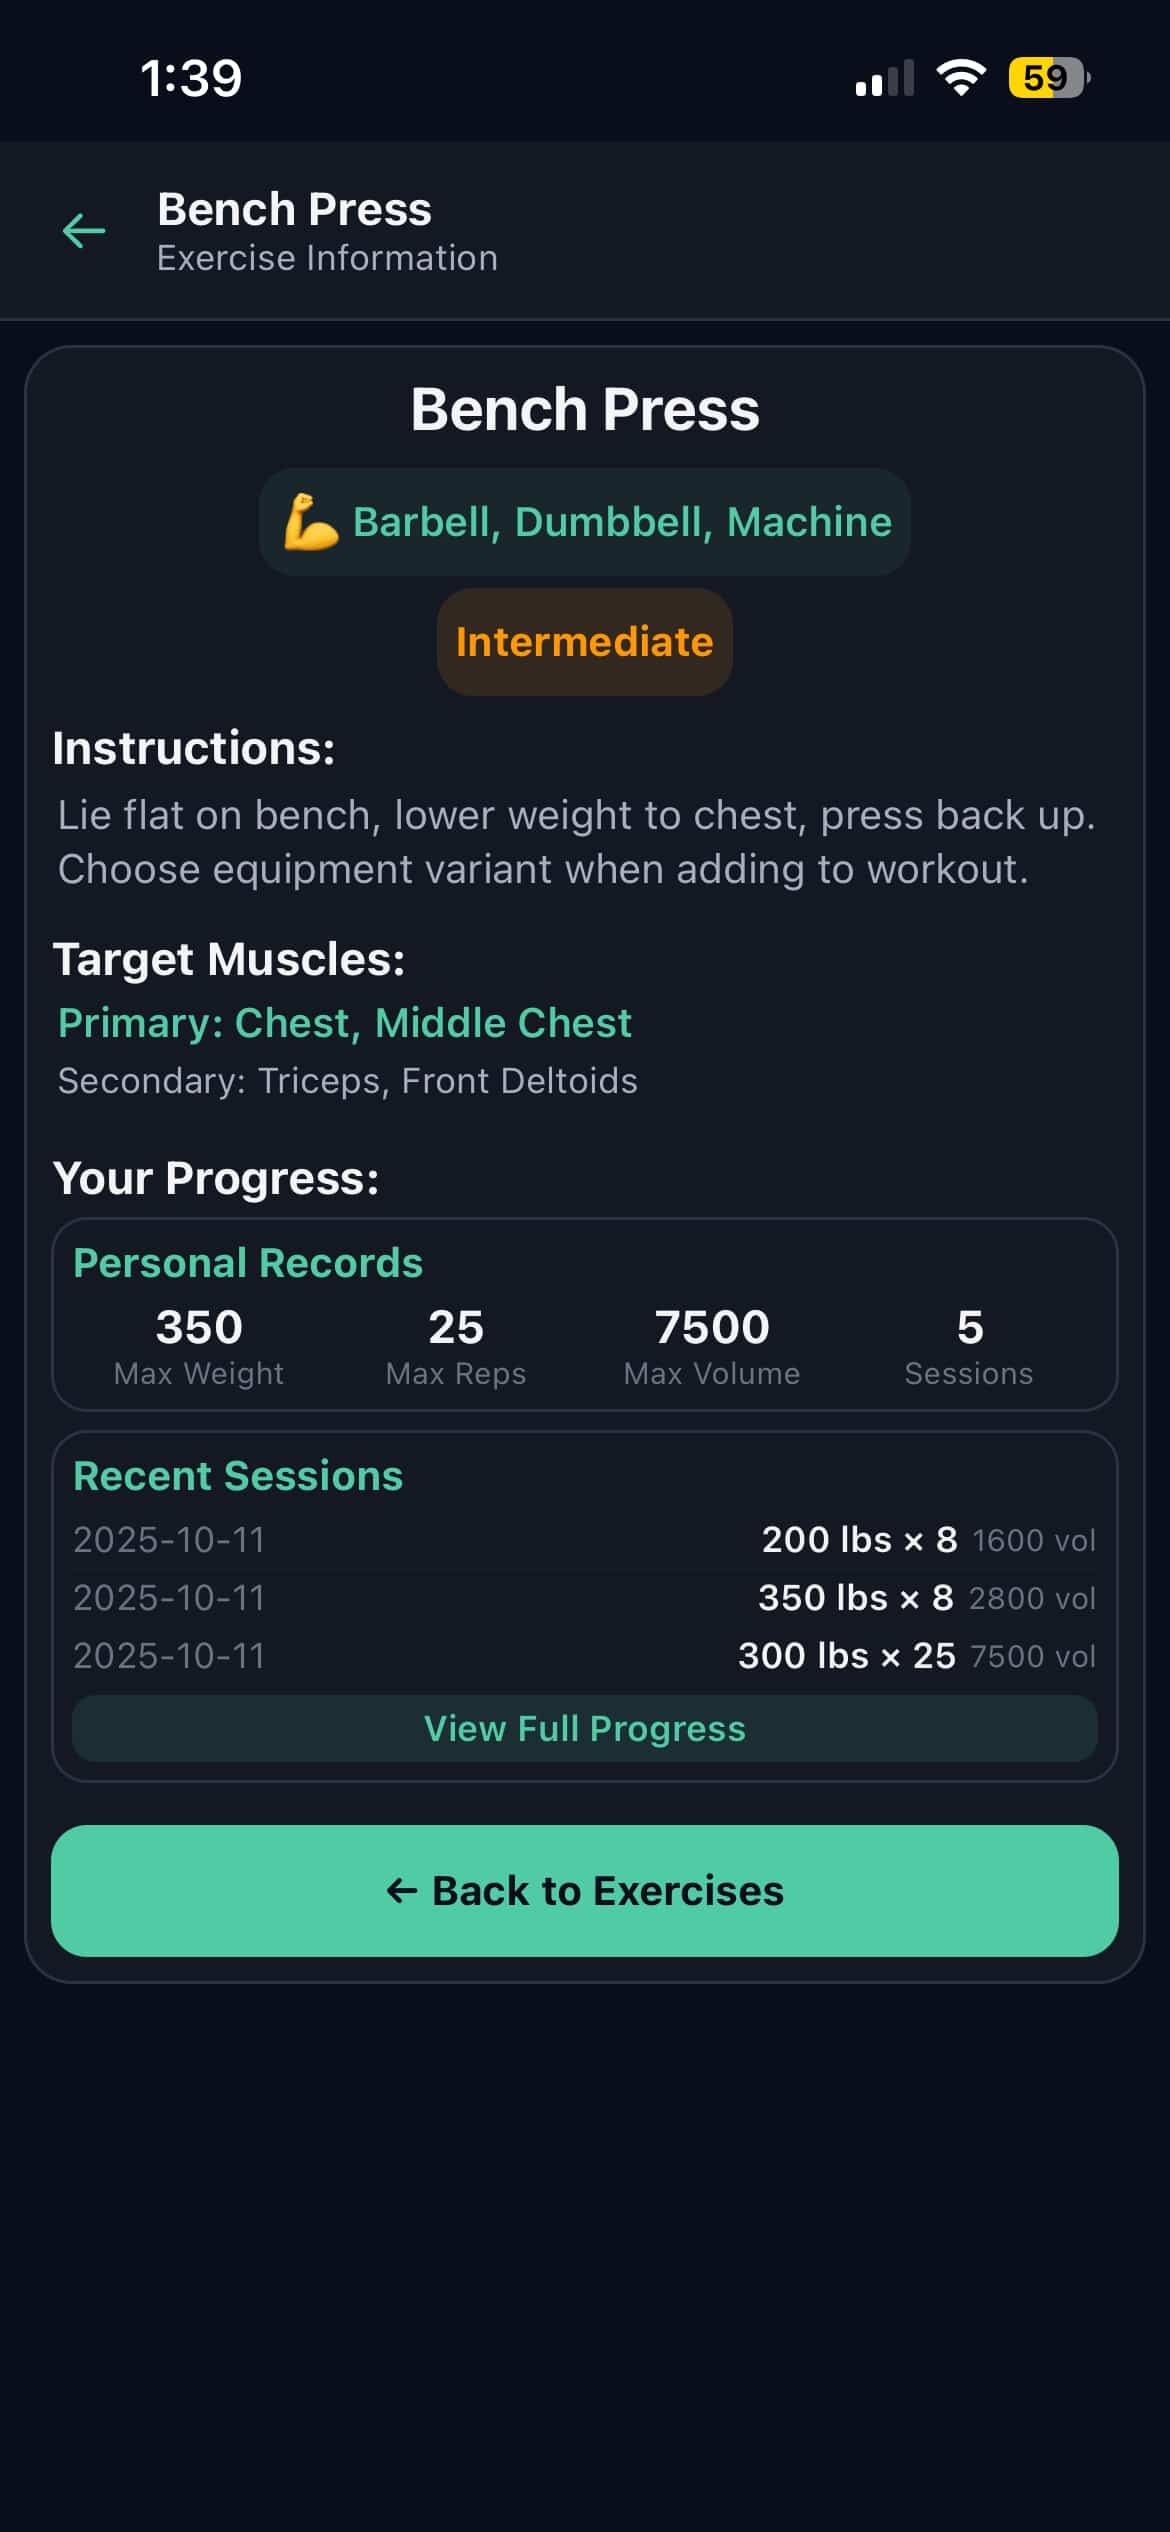 1:39
59
Bench Press
Exercise Information
Bench Press
💪 Barbell, Dumbbell, Machine
Intermediate
Instructions:
Lie flat on bench, lower weight to chest, press back up.
Choose equipment variant when adding to workout.
Target Muscles:
Primary: Chest, Middle Chest
Secondary: Triceps, Front Deltoids
Your Progress:
Personal Records
350 25 7500 5
Max Weight Max Reps Max Volume Sessions
Recent Sessions
2025-10-11 200 lbs × 8 1600 vol
2025-10-11 350 lbs × 8 2800 vol
2025-10-11 300 lbs × 25 7500 vol
View Full Progress
← Back to Exercises